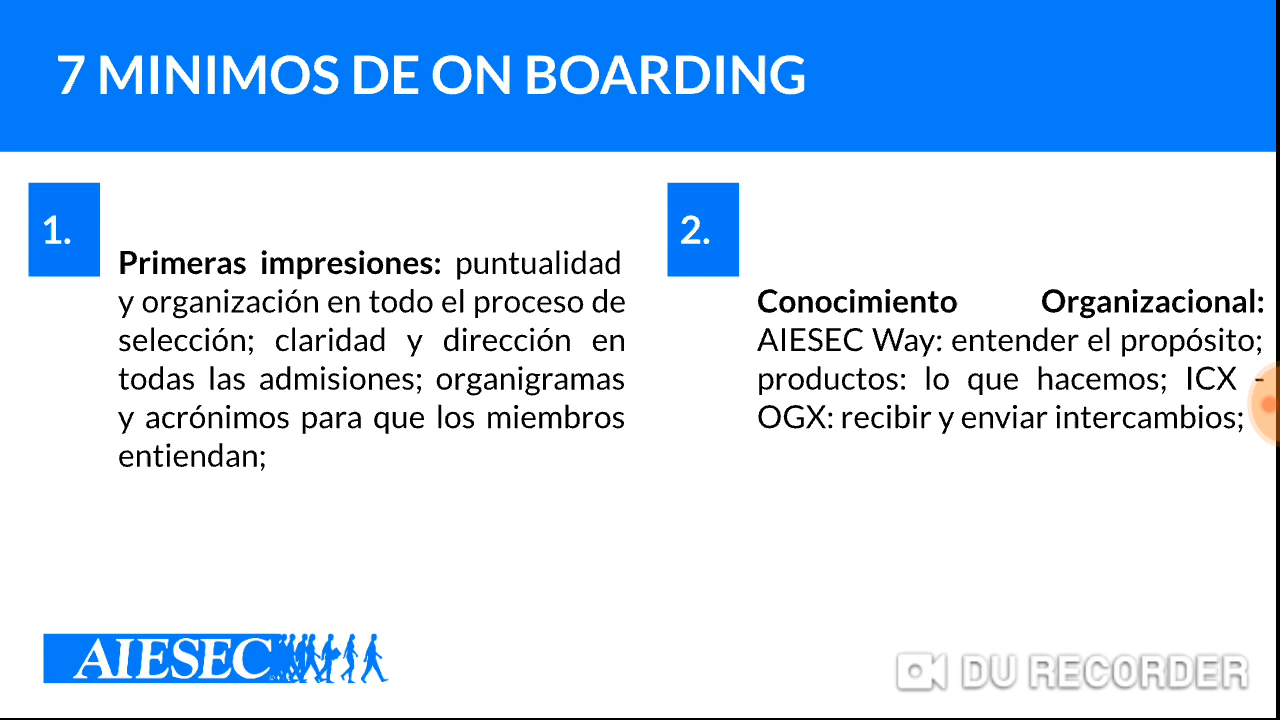 7 MINIMOS DE ON BOARDING
1.
Primeras impresiones: puntualidad
y organización en todo el proceso de
selección; claridad y dirección en
todas las admisiones; organigramas
y acrónimos para que los miembros
entiendan;
2.
Conocimiento Organizacional:
AIESEC Way: entender el propósito;
productos: lo que hacemos; ICX -
OGX: recibir y enviar intercambios;
AIESEC
DU RECORDER